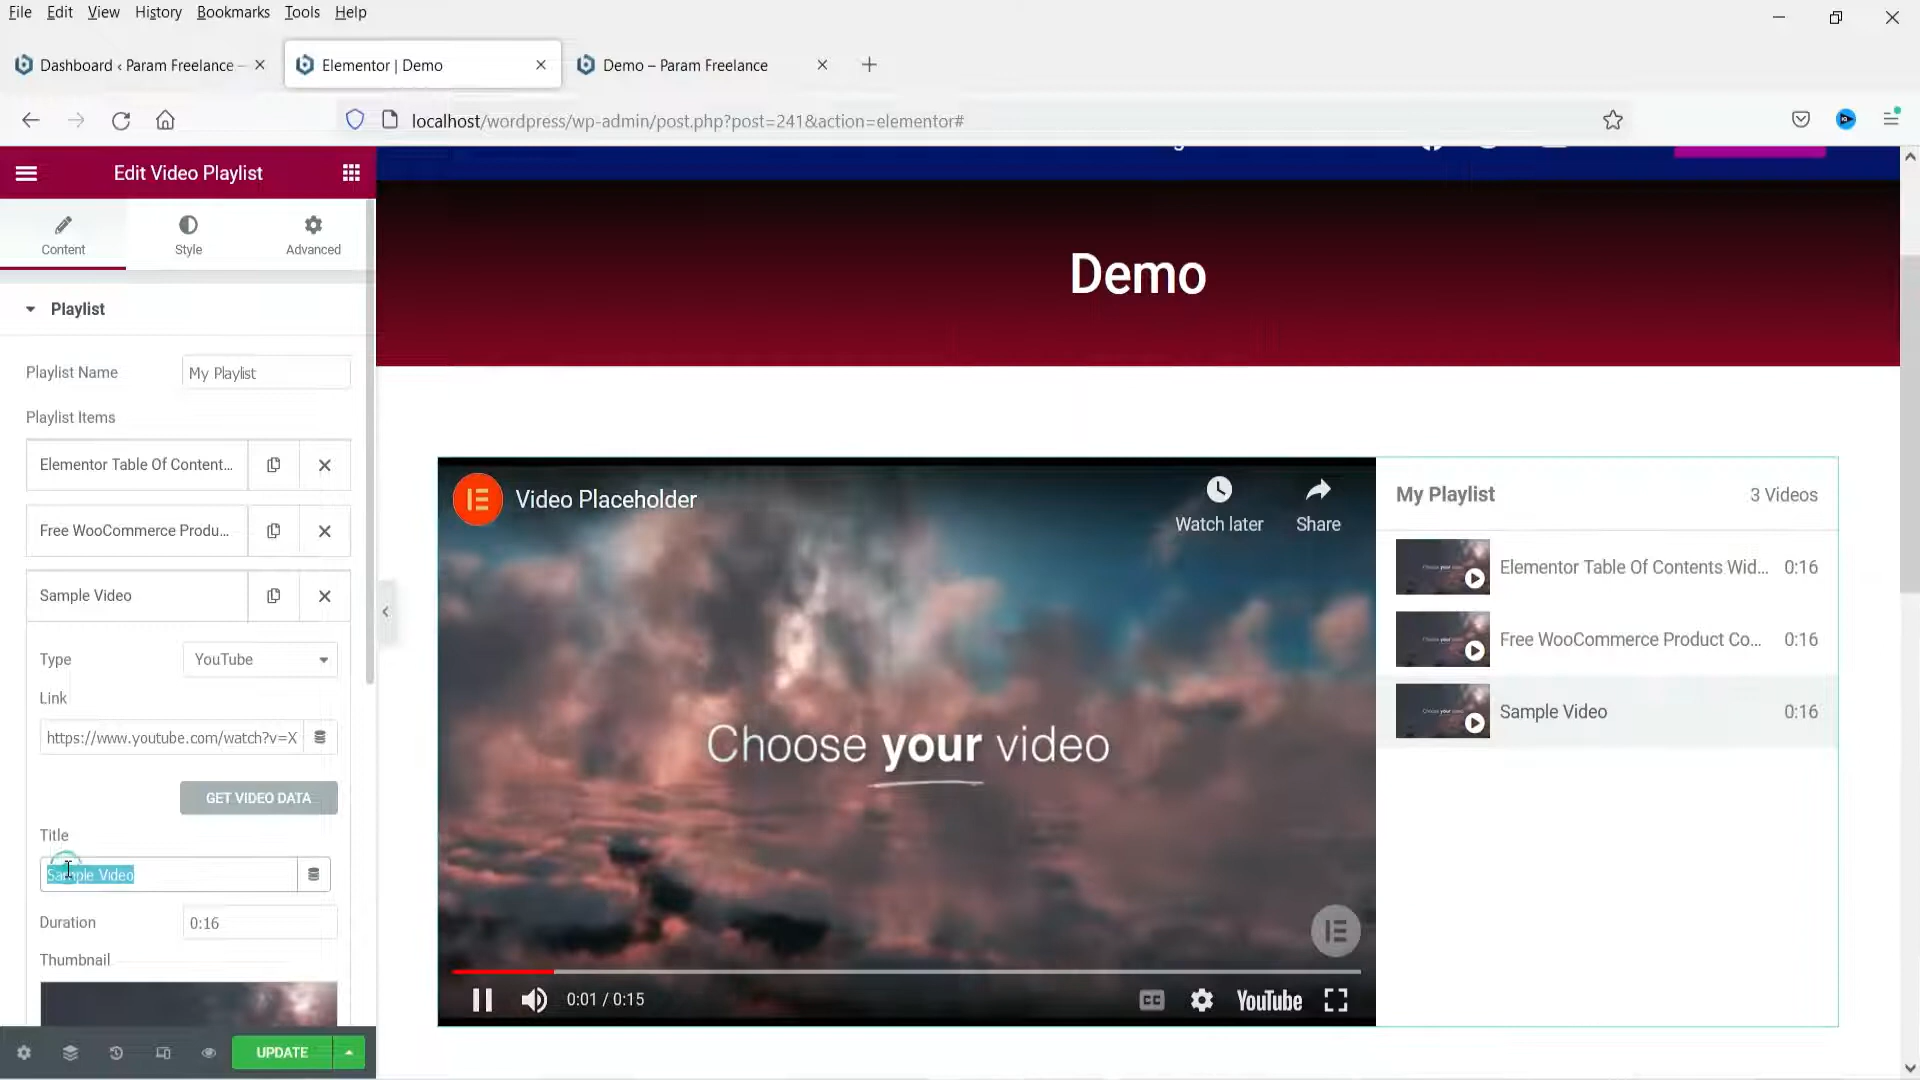 File Edit View History Bookmarks Tools Help
Dashboard ‹ Param Freelance —
Elementor | Demo
Demo – Param Freelance
localhost/wordpress/wp-admin/post.php?post=241&action=elementor#
Edit Video Playlist
Content Style Advanced
Playlist
Playlist Name My Playlist
Playlist Items
Elementor Table Of Content...
Free WooCommerce Produ...
Sample Video
Type YouTube
Link
https://www.youtube.com/watch?v=X
GET VIDEO DATA
Title
Sample Video
Duration 0:16
Thumbnail
UPDATE
Demo
Video Placeholder
Watch later Share
Choose your video
0:01 / 0:15
CC YouTube
My Playlist 3 Videos
Elementor Table Of Contents Wid... 0:16
Free WooCommerce Product Co... 0:16
Sample Video 0:16